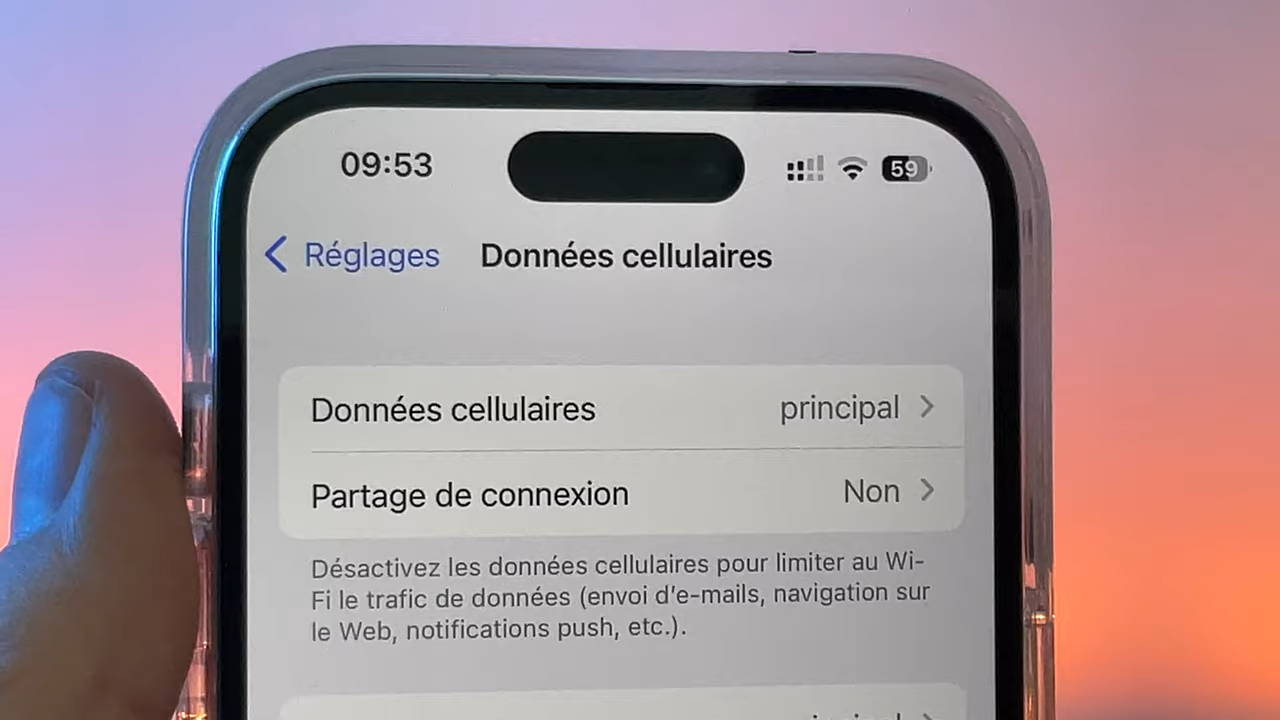 09:53
59
Réglages
Données cellulaires
Données cellulaires
principal
Partage de connexion
Non
Désactivez les données cellulaires pour limiter au Wi-
Fi le trafic de données (envoi d'e-mails, navigation sur
le Web, notifications push, etc.).